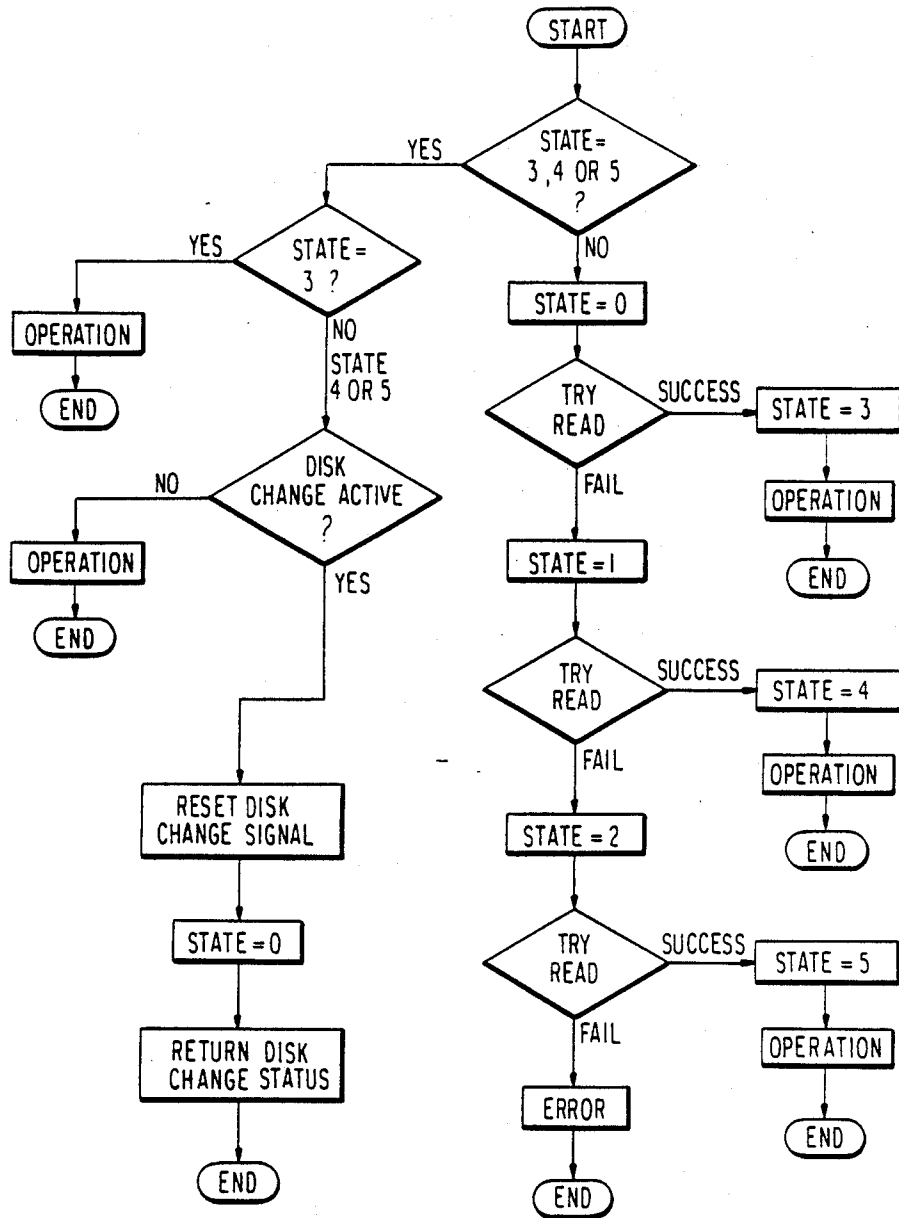 START
STATE=
3,4 OR 5
?
YES
NO
STATE=
3 ?
YES
NO
STATE
4 OR 5
OPERATION
END
DISK
CHANGE ACTIVE
?
NO
YES
OPERATION
END
RESET DISK
CHANGE SIGNAL
STATE=0
RETURN DISK
CHANGE STATUS
END
STATE=0
TRY
READ
SUCCESS
STATE=3
OPERATION
END
FAIL
STATE=1
TRY
READ
SUCCESS
STATE=4
OPERATION
END
FAIL
STATE=2
TRY
READ
SUCCESS
STATE=5
OPERATION
END
FAIL
ERROR
END